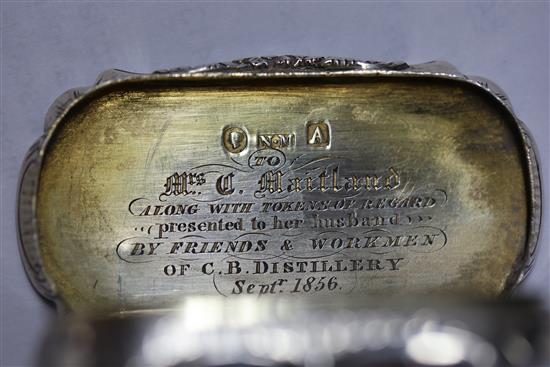 N·M A
TO
Mrs C. Maitland
ALONG WITH TOKENS OF REGARD
presented to her husband
BY FRIENDS & WORKMEN
OF C.B. DISTILLERY
Septr. 1856.